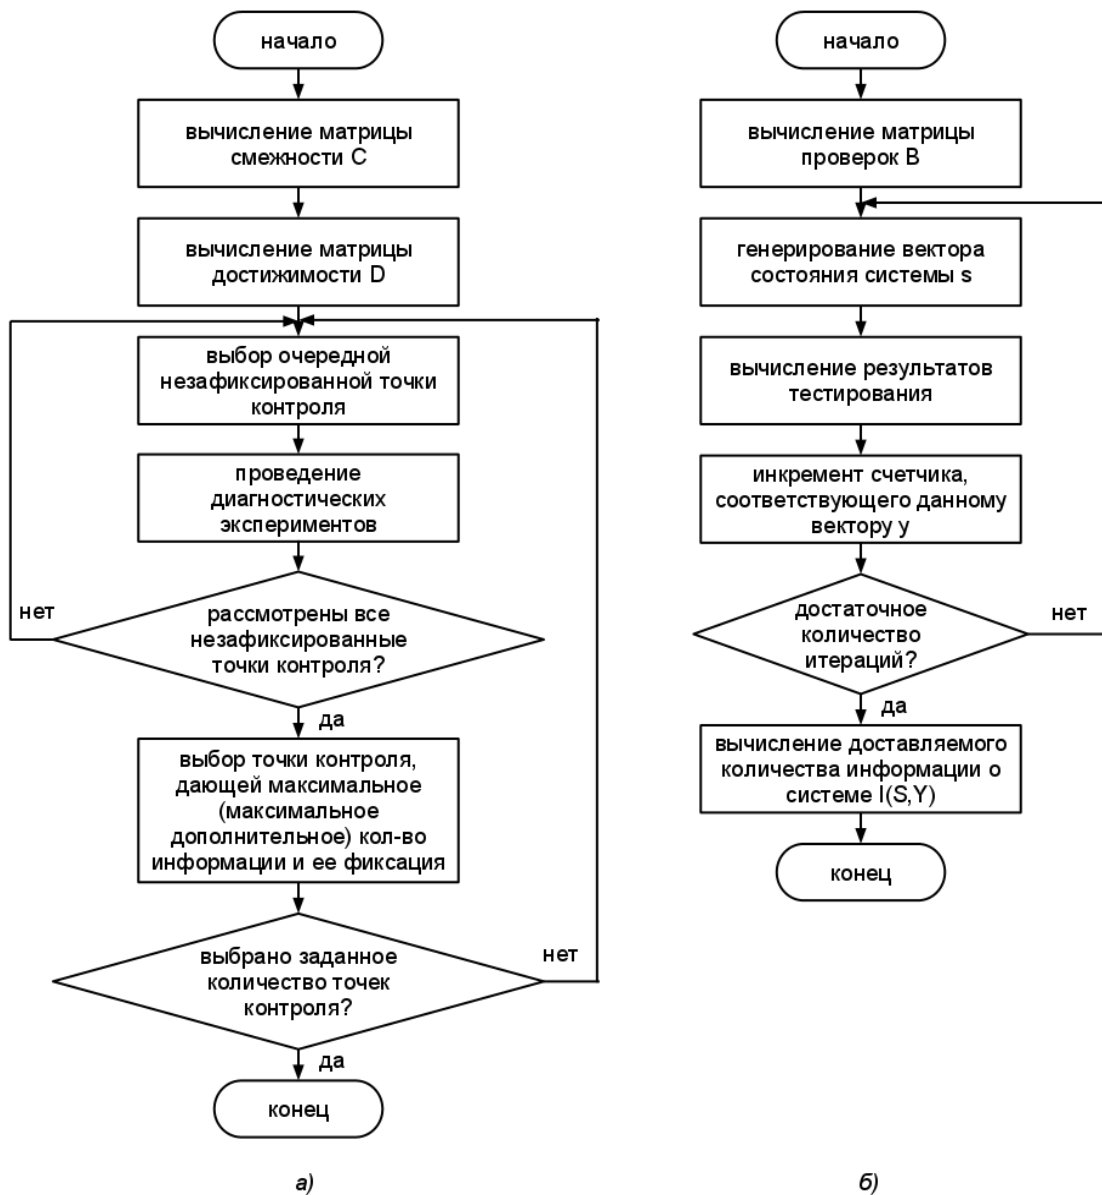 начало
вычисление матрицы
смежности C
вычисление матрицы
достижимости D
выбор очередной
незафиксированной точки
контроля
проведение
диагностических
экспериментов
нет
рассмотрены все
незафиксированные
точки контроля?
да
выбор точки контроля,
дающей максимальное
(максимальное
дополнительное) кол-во
информации и ее фиксация
выбрано заданное
количество точек
контроля?
нет
да
конец
а)
начало
вычисление матрицы
проверок B
генерирование вектора
состояния системы s
вычисление результатов
тестирования
инкремент счетчика,
соответствующего данному
вектору y
достаточное
количество
итераций?
нет
да
вычисление доставляемого
количества информации о
системе I(S,Y)
конец
б)